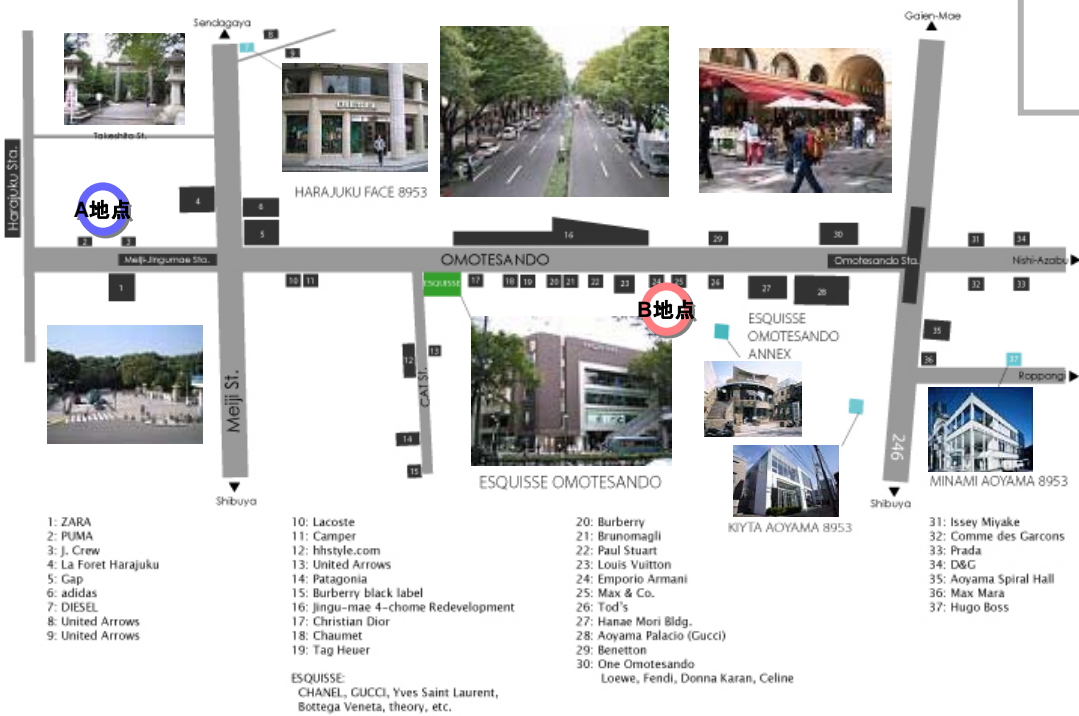 Sendagaya
Gaien-Mae
7
8
9
Takeshita St.
Harajuku Sta.
HARAJUKU FACE 8953
A地点
4
6
5
2
3
16
29
30
31
34
Meiji-Jingumae Sta.
OMOTESANDO
Omotesando Sta.
Nishi-Azabu
1
10
11
ESQUISSE
17
18
19
20
21
22
23
24
25
26
27
28
32
33
B地点
ESQUISSE
OMOTESANDO
ANNEX
35
36
37
Roppongi
12
13
CAT St.
14
15
Meiji St.
246
ESQUISSE OMOTESANDO
MINAMI AOYAMA 8953
KIYTA AOYAMA 8953
Shibuya
Shibuya
1: ZARA
2: PUMA
3: J. Crew
4: La Foret Harajuku
5: Gap
6: adidas
7: DIESEL
8: United Arrows
9: United Arrows
10: Lacoste
11: Camper
12: hhstyle.com
13: United Arrows
14: Patagonia
15: Burberry black label
16: Jingu-mae 4-chome Redevelopment
17: Christian Dior
18: Chaumet
19: Tag Heuer
ESQUISSE:
CHANEL, GUCCI, Yves Saint Laurent,
Bottega Veneta, theory, etc.
20: Burberry
21: Brunomagli
22: Paul Stuart
23: Louis Vuitton
24: Emporio Armani
25: Max & Co.
26: Tod's
27: Hanae Mori Bldg.
28: Aoyama Palacio (Gucci)
29: Benetton
30: One Omotesando
Loewe, Fendi, Donna Karan, Celine
31: Issey Miyake
32: Comme des Garcons
33: Prada
34: D&G
35: Aoyama Spiral Hall
36: Max Mara
37: Hugo Boss